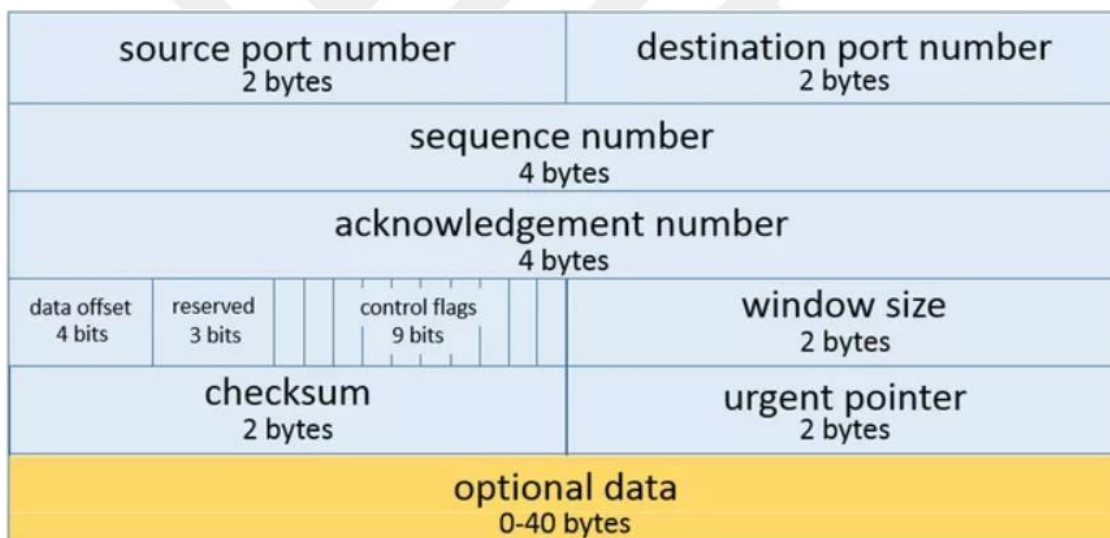 source port number
2 bytes
destination port number
2 bytes
sequence number
4 bytes
acknowledgement number
4 bytes
data offset
4 bits
reserved
3 bits
control flags
9 bits
window size
2 bytes
checksum
2 bytes
urgent pointer
2 bytes
optional data
0-40 bytes